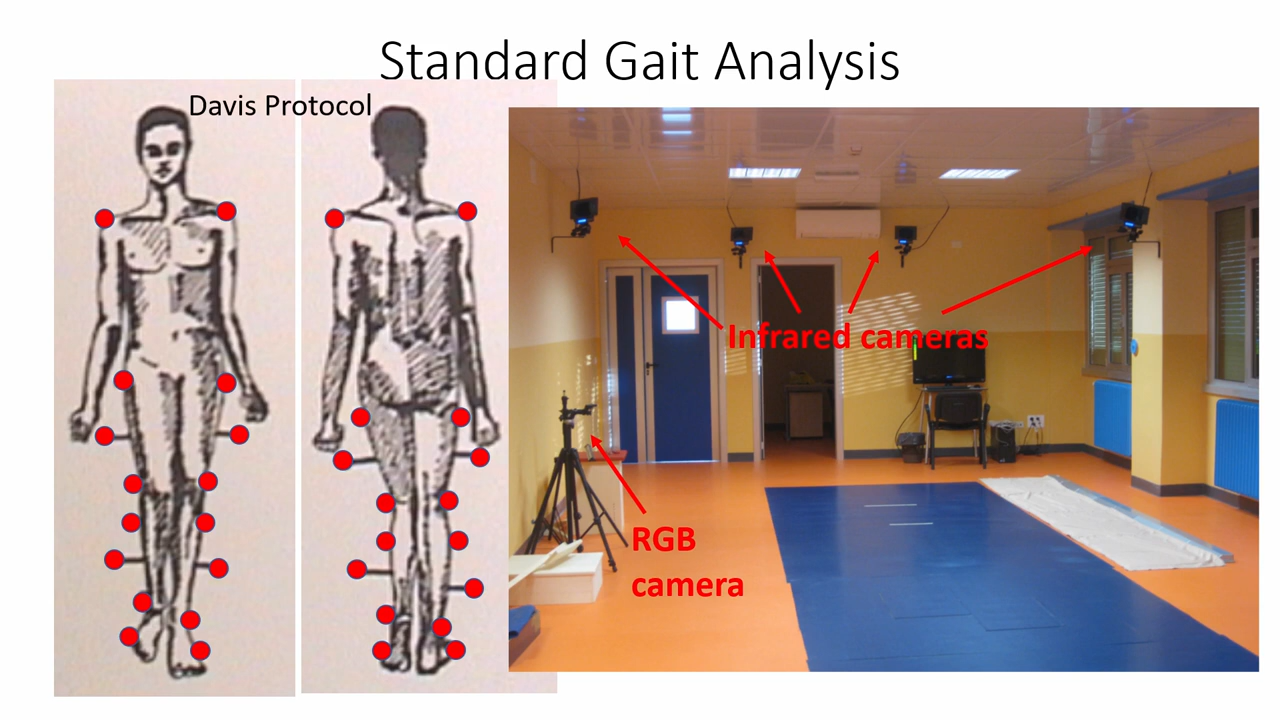 Standard Gait Analysis
Davis Protocol
Infrared cameras
RGB
camera